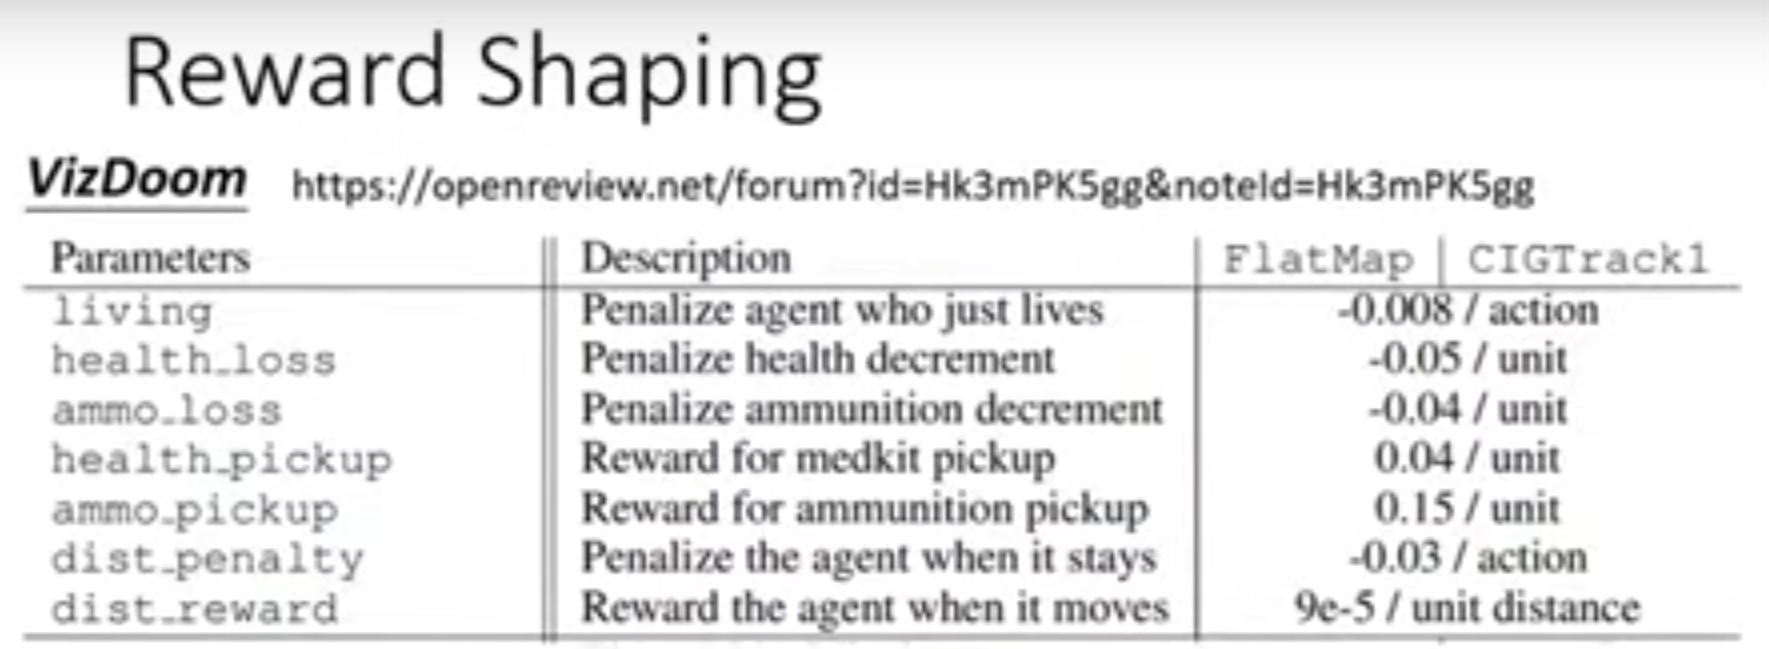 Reward Shaping
VizDoom https://openreview.net/forum?id=Hk3mPK5gg&noteId=Hk3mPK5gg
Parameters Description FlatMap CIGTrack1
living Penalize agent who just lives -0.008 / action
health_loss Penalize health decrement -0.05 / unit
ammo_loss Penalize ammunition decrement -0.04 / unit
health_pickup Reward for medkit pickup 0.04 / unit
ammo_pickup Reward for ammunition pickup 0.15 / unit
dist_penalty Penalize the agent when it stays -0.03 / action
dist_reward Reward the agent when it moves 9e-5 / unit distance